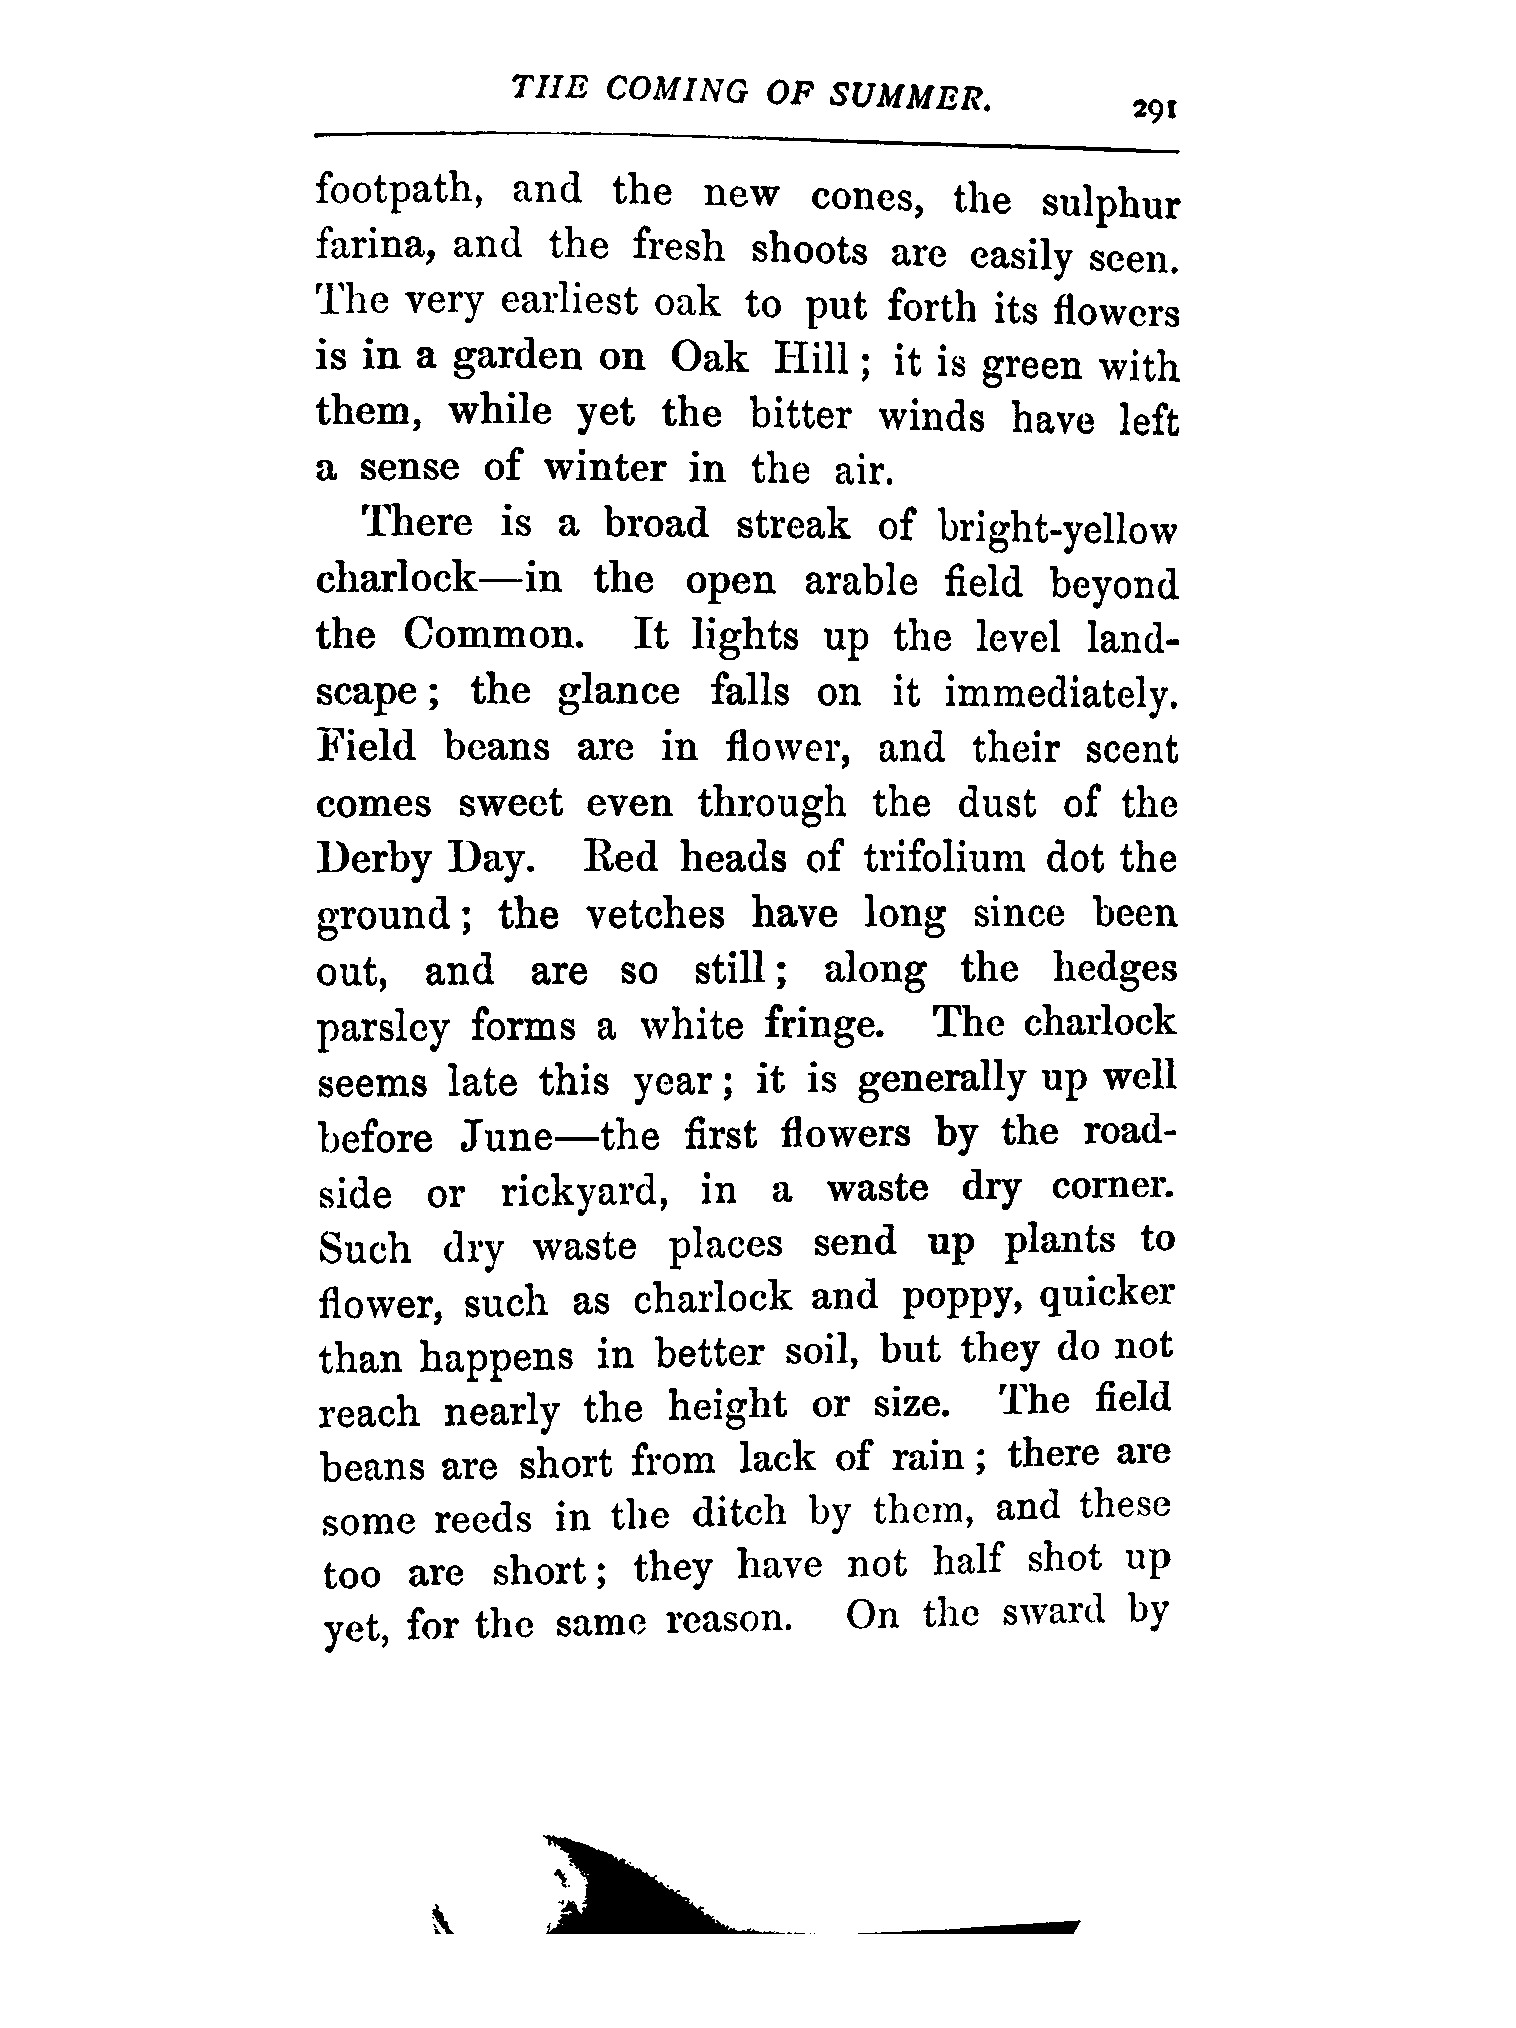 THE COMING OF SUMMER. 291
footpath, and the new cones, the sulphur
farina, and the fresh shoots are easily seen.
The very earliest oak to put forth its flowers
is in a garden on Oak Hill ; it is green with
them, while yet the bitter winds have left
a sense of winter in the air.
There is a broad streak of bright-yellow
charlock—in the open arable field beyond
the Common. It lights up the level land-
scape ; the glance falls on it immediately.
Field beans are in flower, and their scent
comes sweet even through the dust of the
Derby Day. Red heads of trifolium dot the
ground ; the vetches have long since been
out, and are so still ; along the hedges
parsley forms a white fringe. The charlock
seems late this year ; it is generally up well
before June—the first flowers by the road-
side or rickyard, in a waste dry corner.
Such dry waste places send up plants to
flower, such as charlock and poppy, quicker
than happens in better soil, but they do not
reach nearly the height or size. The field
beans are short from lack of rain ; there are
some reeds in the ditch by them, and these
too are short ; they have not half shot up
yet, for the same reason. On the sward by